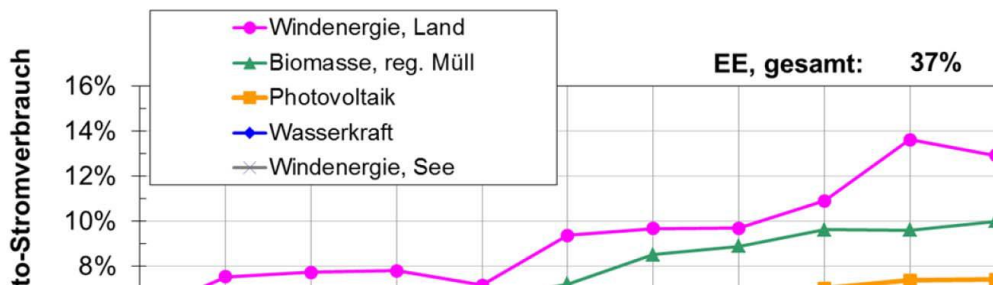 Windenergie, Land
Biomasse, reg. Müll
Photovoltaik
Wasserkraft
Windenergie, See
EE, gesamt: 37%
16%
14%
12%
10%
8%
to-Stromverbrauch